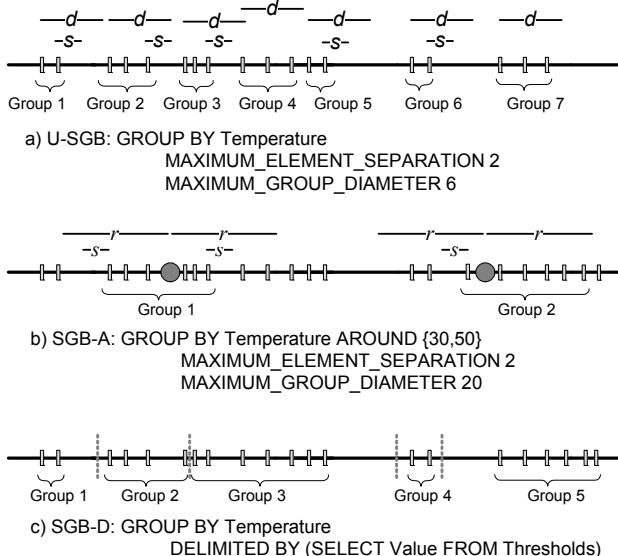 d d d d d d d
-s- -s- -s- -s- -s-
Group 1 Group 2 Group 3 Group 4 Group 5 Group 6 Group 7
a) U-SGB: GROUP BY Temperature
MAXIMUM_ELEMENT_SEPARATION 2
MAXIMUM_GROUP_DIAMETER 6
r r r r
-s- -s- -s-
Group 1 Group 2
b) SGB-A: GROUP BY Temperature AROUND {30,50}
MAXIMUM_ELEMENT_SEPARATION 2
MAXIMUM_GROUP_DIAMETER 20
Group 1 Group 2 Group 3 Group 4 Group 5
c) SGB-D: GROUP BY Temperature
DELIMITED BY (SELECT Value FROM Thresholds)